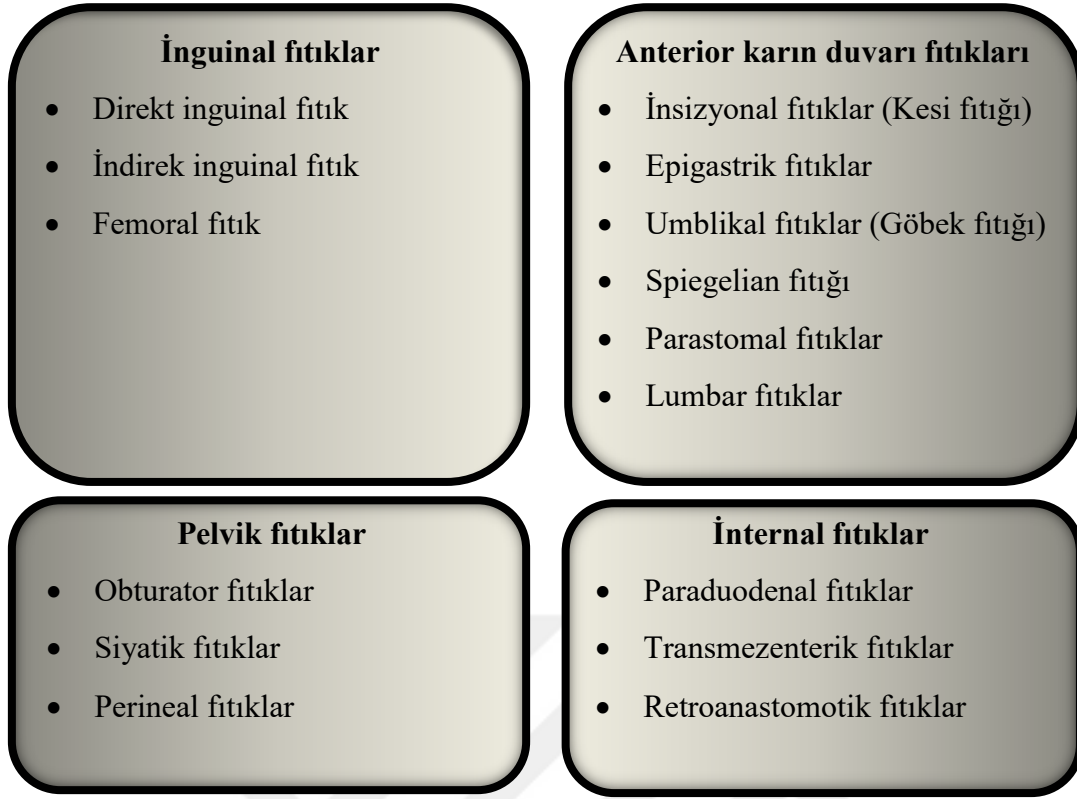 İnguinal fıtıklar
• Direkt inguinal fıtık
• İndirek inguinal fıtık
• Femoral fıtık
Anterior karın duvarı fıtıkları
• İnsizyonal fıtıklar (Kesi fıtığı)
• Epigastrik fıtıklar
• Umblikal fıtıklar (Göbek fıtığı)
• Spiegelian fıtığı
• Parastomal fıtıklar
• Lumbar fıtıklar
Pelvik fıtıklar
• Obturator fıtıklar
• Siyatik fıtıklar
• Perineal fıtıklar
İnternal fıtıklar
• Paraduodenal fıtıklar
• Transmezenterik fıtıklar
• Retroanastomotik fıtıklar